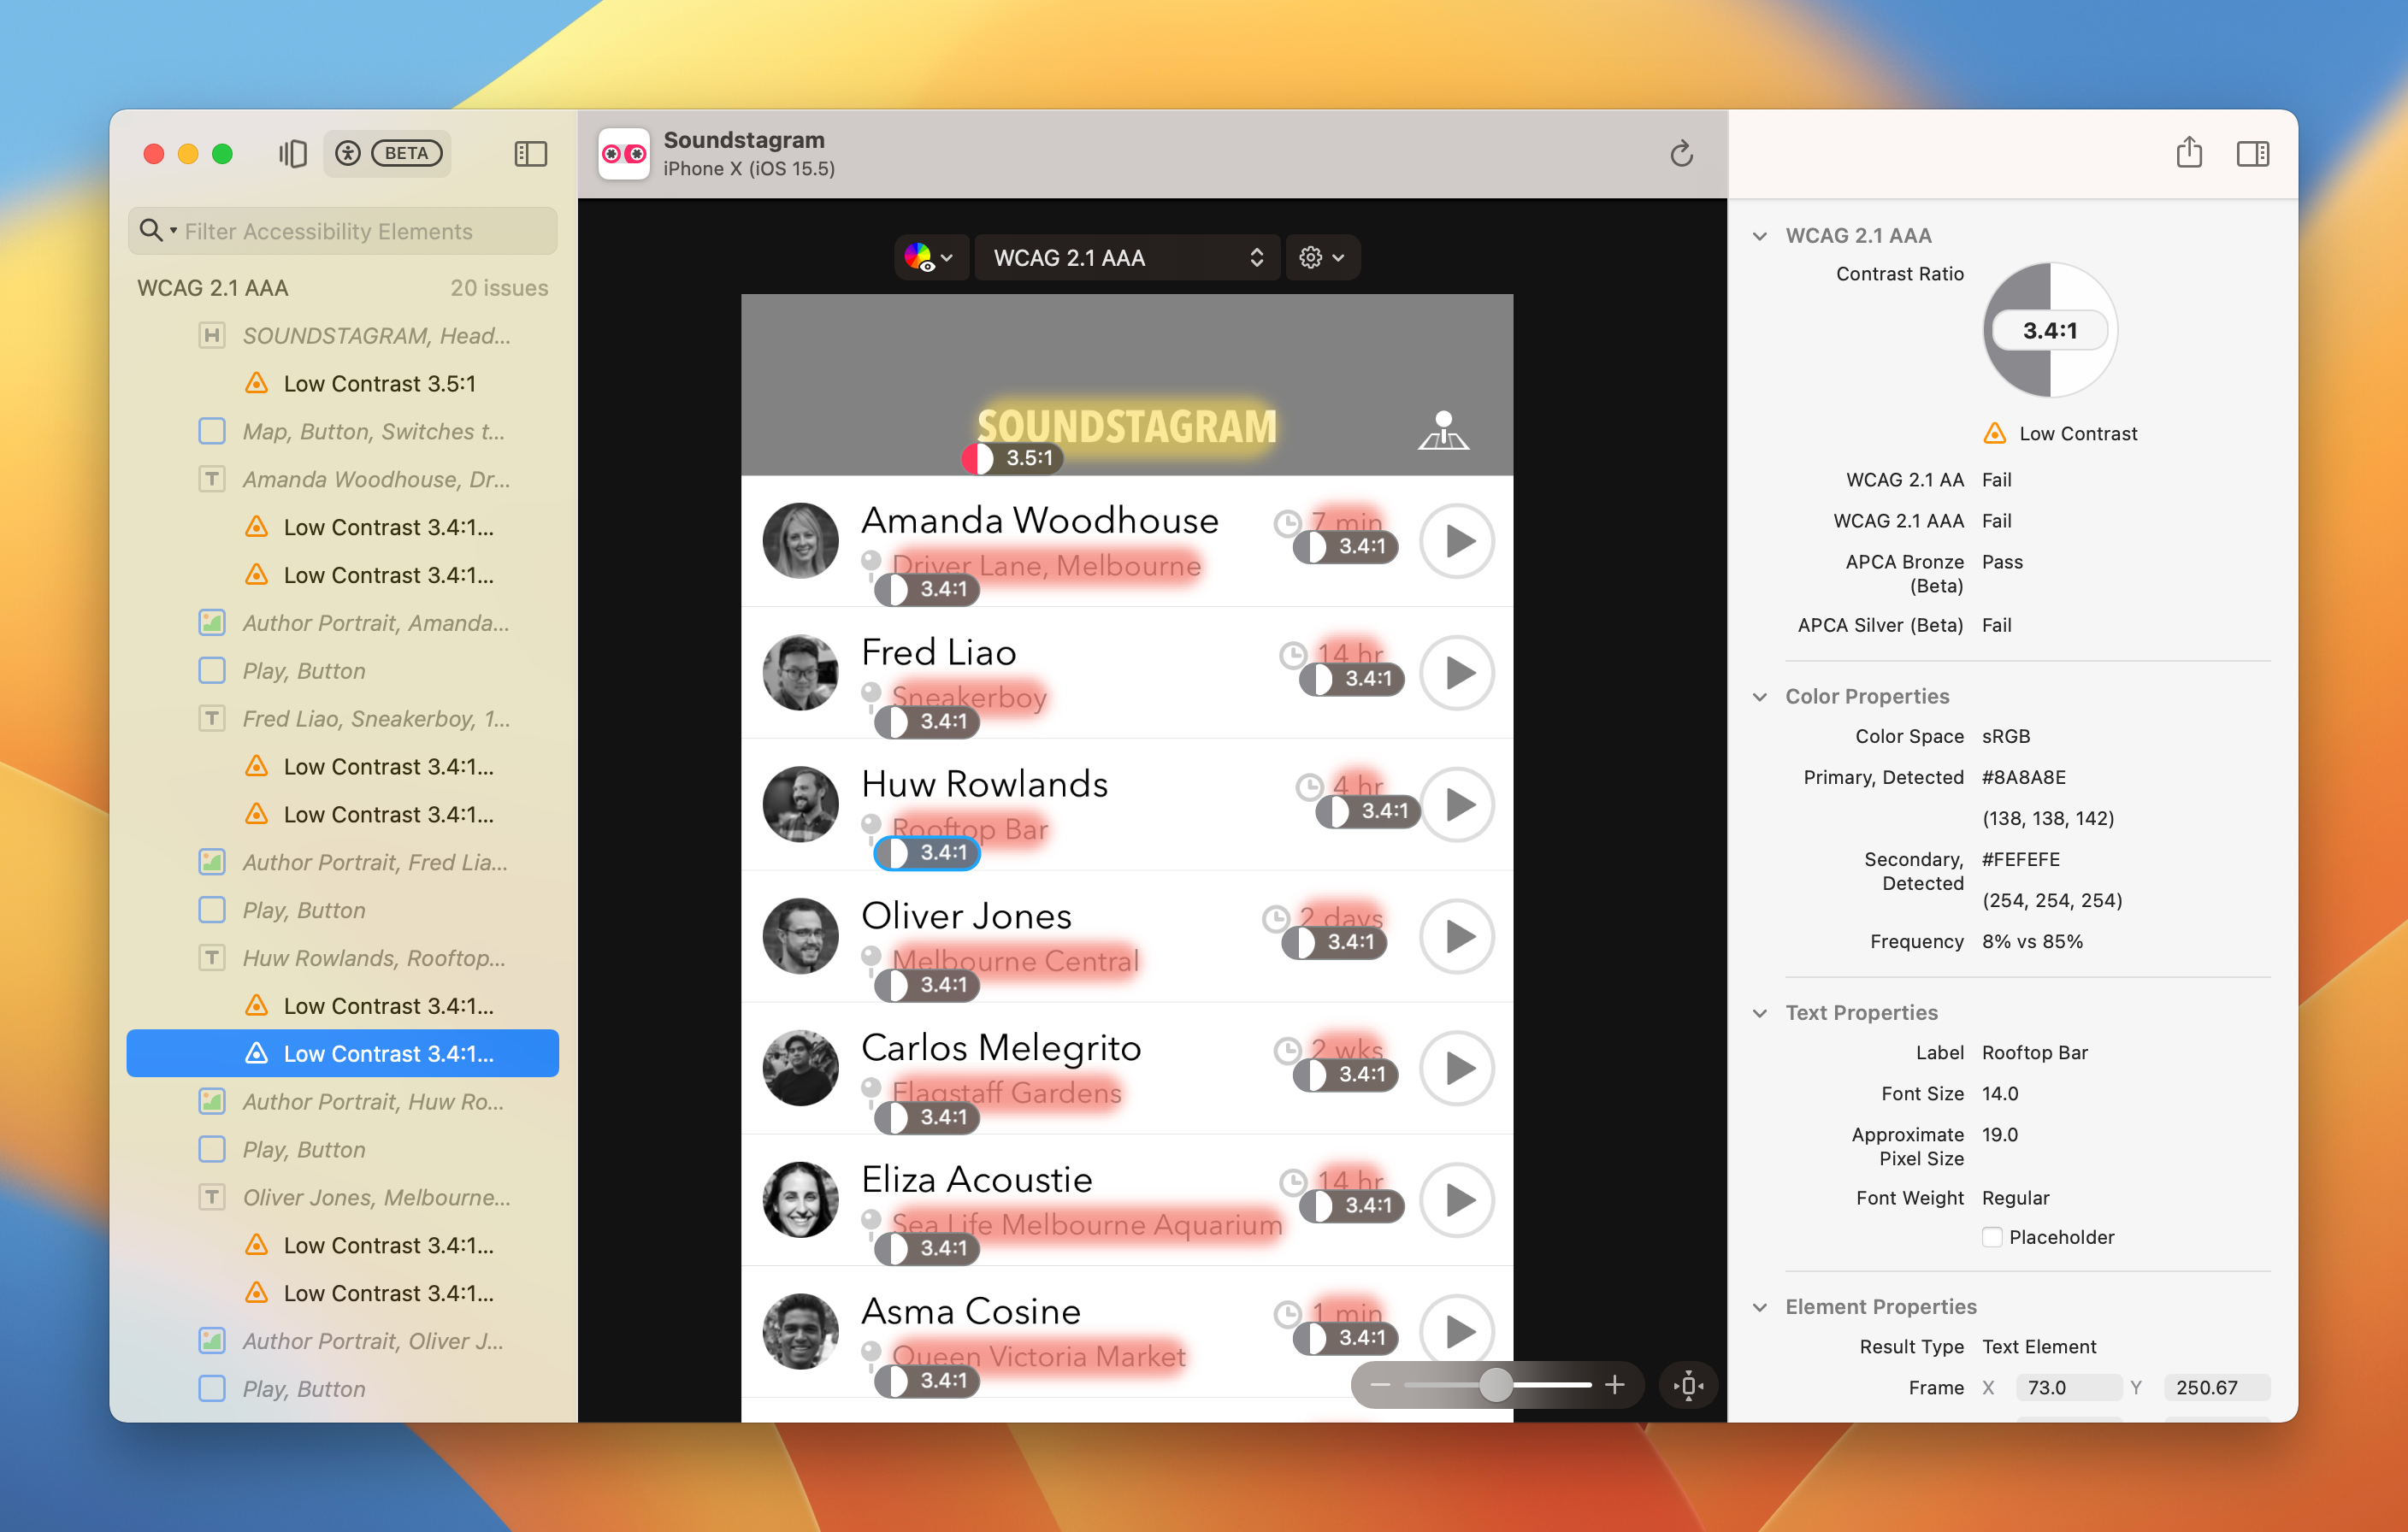 BETA
Soundstagram
iPhone X (iOS 15.5)
Filter Accessibility Elements
WCAG 2.1 AAA 20 issues
SOUNDSTAGRAM, Head...
Low Contrast 3.5:1
Map, Button, Switches t...
Amanda Woodhouse, Dr...
Low Contrast 3.4:1...
Low Contrast 3.4:1...
Author Portrait, Amanda...
Play, Button
Fred Liao, Sneakerboy, 1...
Low Contrast 3.4:1...
Low Contrast 3.4:1...
Author Portrait, Fred Lia...
Play, Button
Huw Rowlands, Rooftop...
Low Contrast 3.4:1...
Low Contrast 3.4:1...
Author Portrait, Huw Ro...
Play, Button
Oliver Jones, Melbourne...
Low Contrast 3.4:1...
Low Contrast 3.4:1...
Author Portrait, Oliver J...
Play, Button
WCAG 2.1 AAA
SOUNDSTAGRAM
3.5:1
Amanda Woodhouse 7 min
3.4:1
Driver Lane, Melbourne
3.4:1
Fred Liao 14 hr
3.4:1
Sneakerboy
3.4:1
Huw Rowlands 4 hr
3.4:1
Rooftop Bar
3.4:1
Oliver Jones 2 days
3.4:1
Melbourne Central
3.4:1
Carlos Melegrito 2 wks
3.4:1
Flagstaff Gardens
3.4:1
Eliza Acoustie 14 hr
3.4:1
Sea Life Melbourne Aquarium
3.4:1
Asma Cosine 1 min
3.4:1
Queen Victoria Market
3.4:1
WCAG 2.1 AAA
Contrast Ratio
3.4:1
Low Contrast
WCAG 2.1 AA Fail
WCAG 2.1 AAA Fail
APCA Bronze Pass
(Beta)
APCA Silver (Beta) Fail
Color Properties
Color Space sRGB
Primary, Detected #8A8A8E
(138, 138, 142)
Secondary, #FEFEFE
Detected
(254, 254, 254)
Frequency 8% vs 85%
Text Properties
Label Rooftop Bar
Font Size 14.0
Approximate 19.0
Pixel Size
Font Weight Regular
Placeholder
Element Properties
Result Type Text Element
Frame X 73.0 Y 250.67